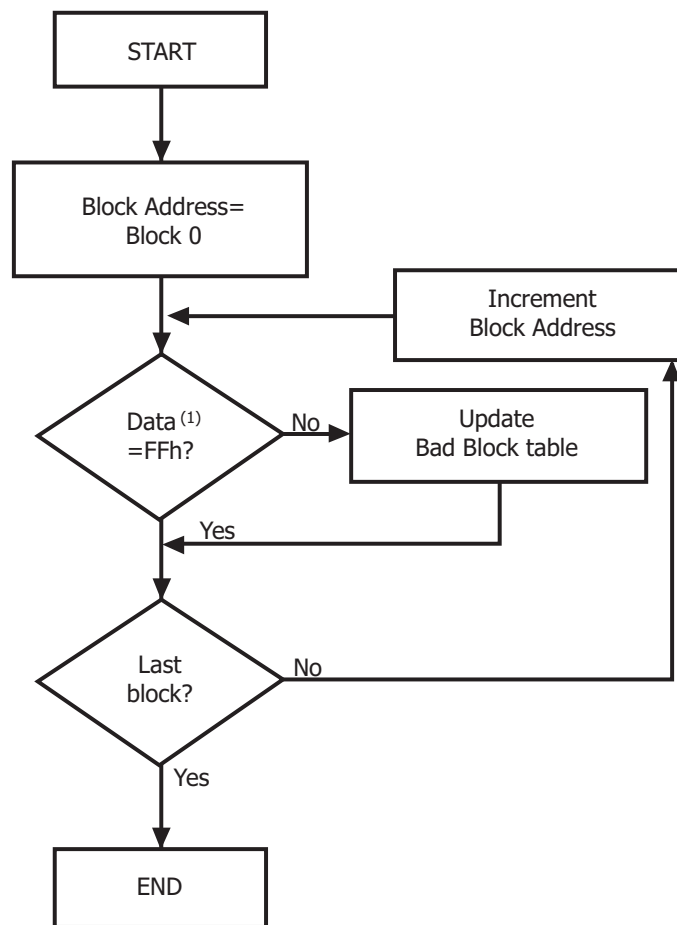 START
Block Address=
Block 0
Increment
Block Address
Data (1)
=FFh?
No
Update
Bad Block table
Yes
Last
block?
No
Yes
END